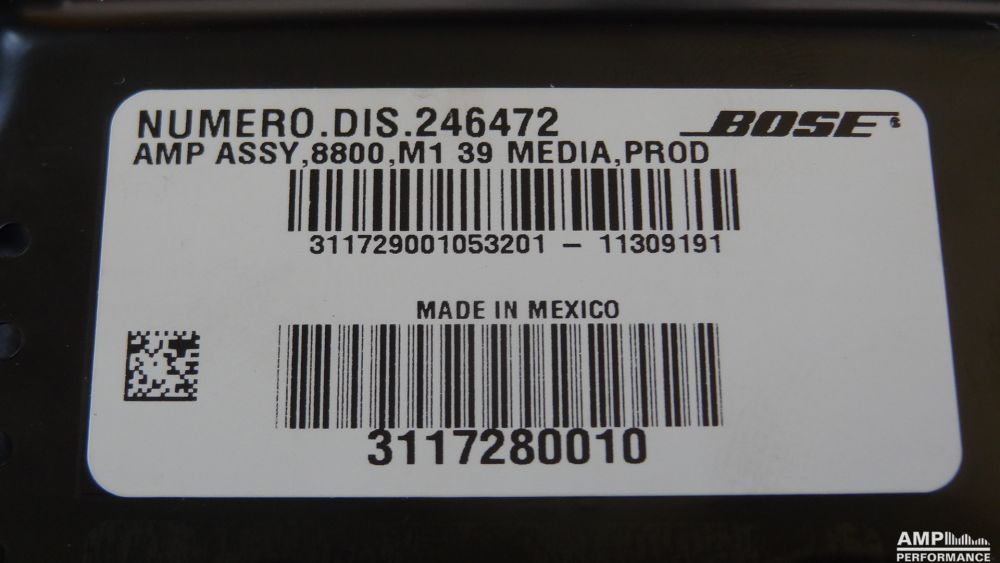 NUMERO.DIS.246472
BOSE
AMP ASSY,8800,M1 39 MEDIA,PROD
311729001053201 – 11309191
MADE IN MEXICO
3117280010
AMP
PERFORMANCE